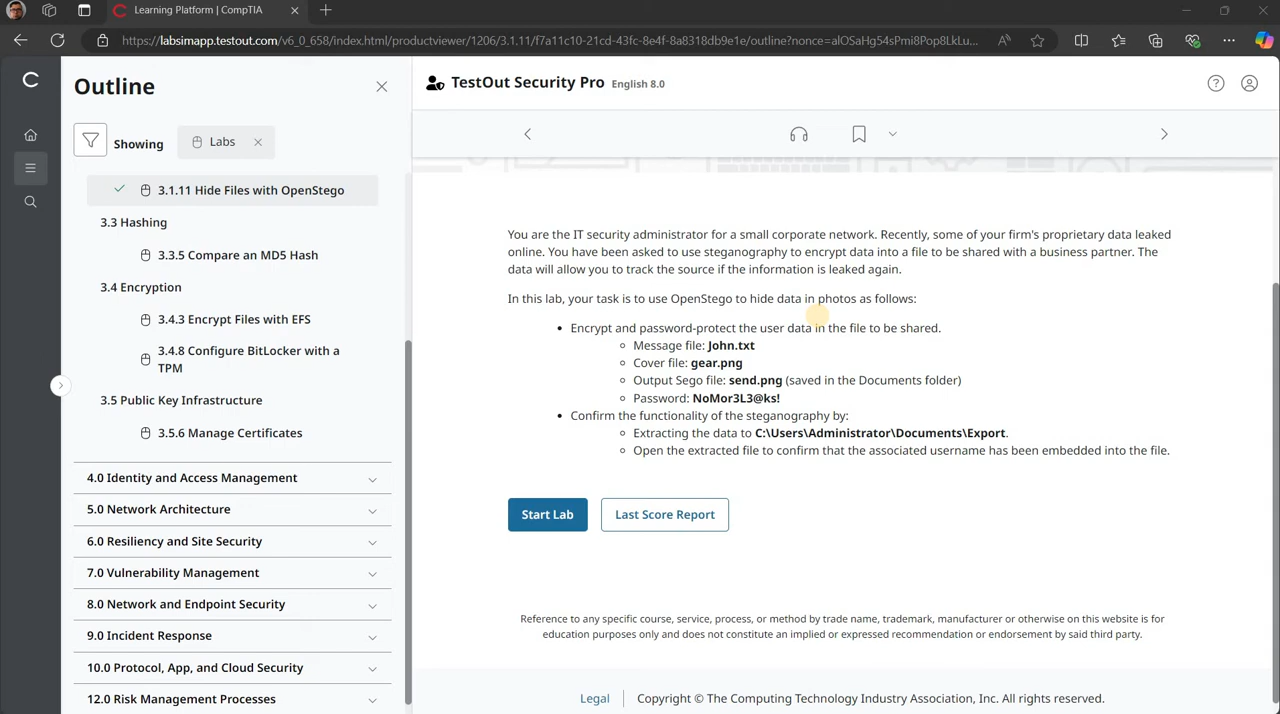 Learning Platform | CompTIA
https://labsimapp.testout.com/v6_0_658/index.html/productviewer/1206/3.1.11/f7a11c10-21cd-43fc-8e4f-8a8318db9e1e/outline?nonce=alOSaHg54sPmi8Pop8LkLu...
Outline
Showing
Labs
3.1.11 Hide Files with OpenStego
3.3 Hashing
3.3.5 Compare an MD5 Hash
3.4 Encryption
3.4.3 Encrypt Files with EFS
3.4.8 Configure BitLocker with a
TPM
3.5 Public Key Infrastructure
3.5.6 Manage Certificates
4.0 Identity and Access Management
5.0 Network Architecture
6.0 Resiliency and Site Security
7.0 Vulnerability Management
8.0 Network and Endpoint Security
9.0 Incident Response
10.0 Protocol, App, and Cloud Security
12.0 Risk Management Processes
TestOut Security Pro English 8.0
You are the IT security administrator for a small corporate network. Recently, some of your firm's proprietary data leaked
online. You have been asked to use steganography to encrypt data into a file to be shared with a business partner. The
data will allow you to track the source if the information is leaked again.
In this lab, your task is to use OpenStego to hide data in photos as follows:
• Encrypt and password-protect the user data in the file to be shared.
Message file: John.txt
Cover file: gear.png
Output Sego file: send.png (saved in the Documents folder)
Password: NoMor3L3@ks!
• Confirm the functionality of the steganography by:
Extracting the data to C:\Users\Administrator\Documents\Export.
Open the extracted file to confirm that the associated username has been embedded into the file.
Start Lab
Last Score Report
Reference to any specific course, service, process, or method by trade name, trademark, manufacturer or otherwise on this website is for
education purposes only and does not constitute an implied or expressed recommendation or endorsement by said third party.
Legal
Copyright © The Computing Technology Industry Association, Inc. All rights reserved.